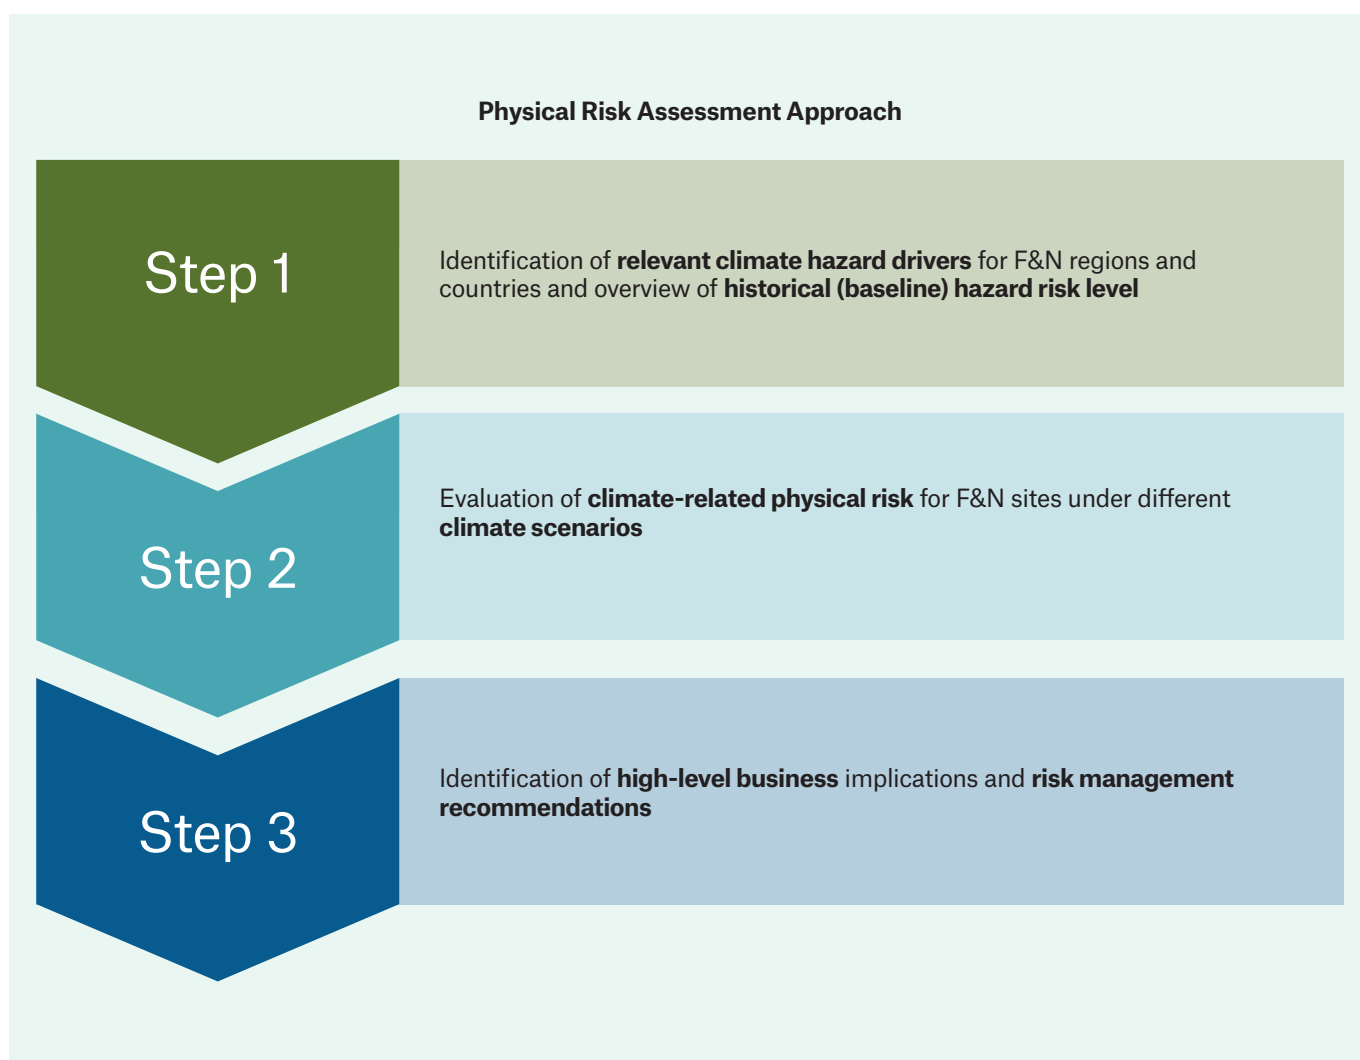 Physical Risk Assessment Approach
Step 1
Identification of relevant climate hazard drivers for F&N regions and
countries and overview of historical (baseline) hazard risk level
Step 2
Evaluation of climate-related physical risk for F&N sites under different
climate scenarios
Step 3
Identification of high-level business implications and risk management
recommendations